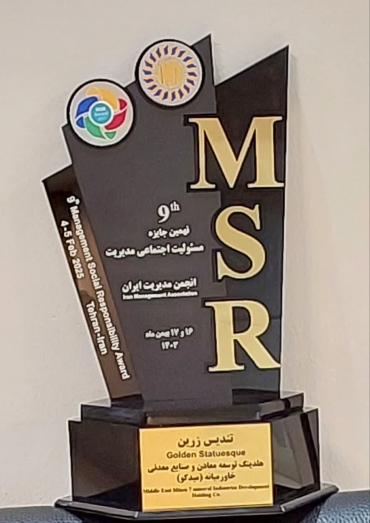 9th Management Social Responsibility Award
4-5 Feb 2025
Tehran-Iran
9th
نهمین جایزه
مسئولیت اجتماعی مدیریت
انجمن مدیریت ایران
Iran Management Association
۱۶ و ۱۷ بهمن ماه
۱۴۰۳
MSR
تندیس زرین
Golden Statuesque
هلدینگ توسعه معادن و صنایع معدنی
خاورمیانه (میدکو)
Middle East Mines Industries Development
Holding Co.